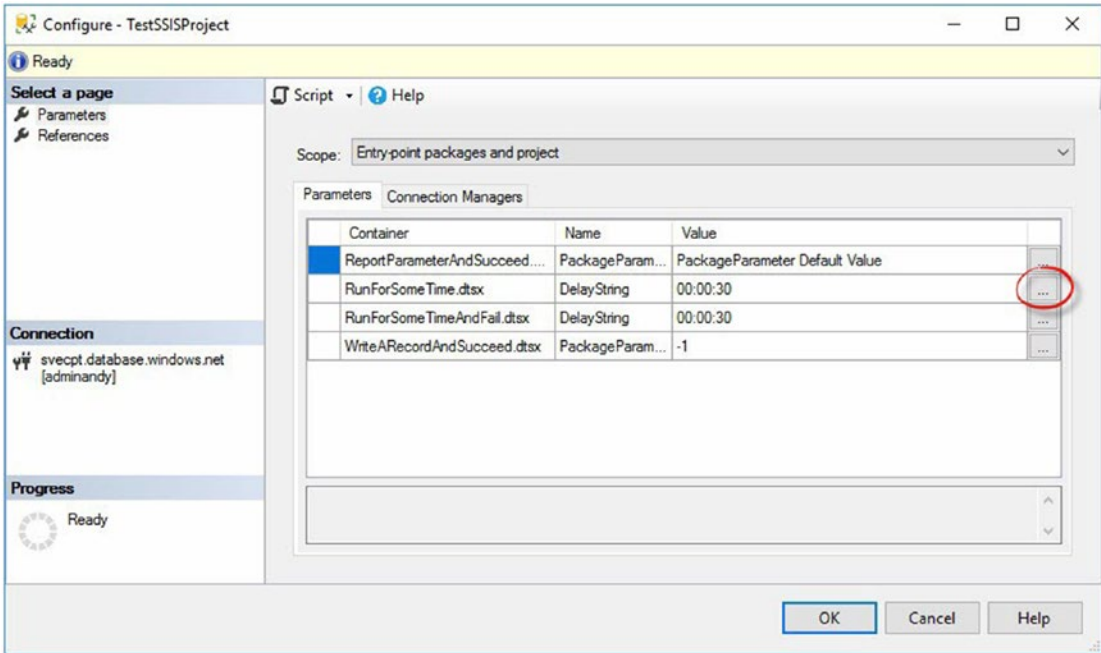 Configure - TestSSISProject
Ready
Select a page
Parameters
References
Script Help
Scope: Entry-point packages and project
Parameters Connection Managers
Container Name Value
ReportParameterAndSucceed.... PackageParam... PackageParameter Default Value ...
RunForSomeTime.dtsx DelayString 00:00:30 ...
RunForSomeTimeAndFail.dtsx DelayString 00:00:30 ...
WriteARecordAndSucceed.dtsx PackageParam... -1 ...
Connection
svecpt.database.windows.net
[adminandy]
Progress
Ready
OK Cancel Help